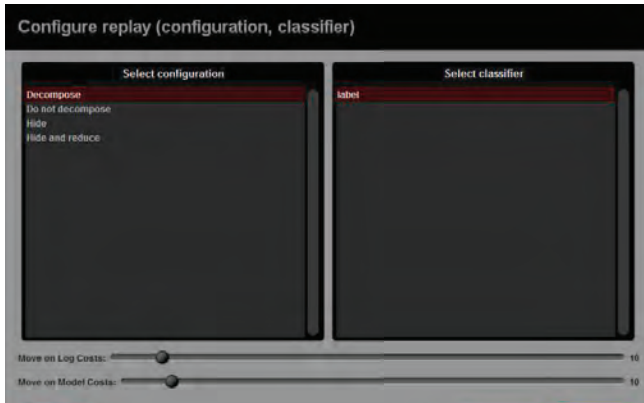 Configure replay (configuration, classifier)
Select configuration
Decompose
Do not decompose
Hide
Hide and reduce
Select classifier
label
Move on Log Costs: 10
Move on Model Costs: 10